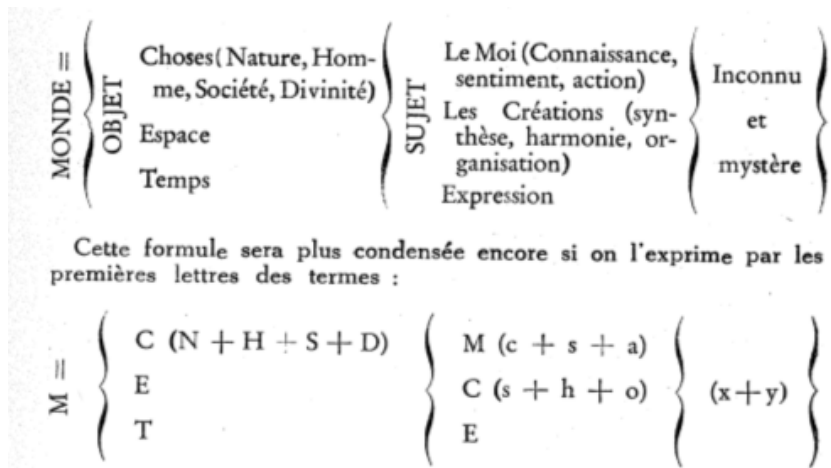 MONDE =
OBJET
Choses (Nature, Hom-
me, Société, Divinité)
Espace
Temps
SUJET
Le Moi (Connaissance,
sentiment, action)
Les Créations (syn-
thèse, harmonie, or-
ganisation)
Expression
Inconnu
et
mystère
Cette formule sera plus condensée encore si on l'exprime par les
premières lettres des termes :
M =
C (N + H + S + D)
E
T
M (c + s + a)
C (s + h + o)
E
(x+y)